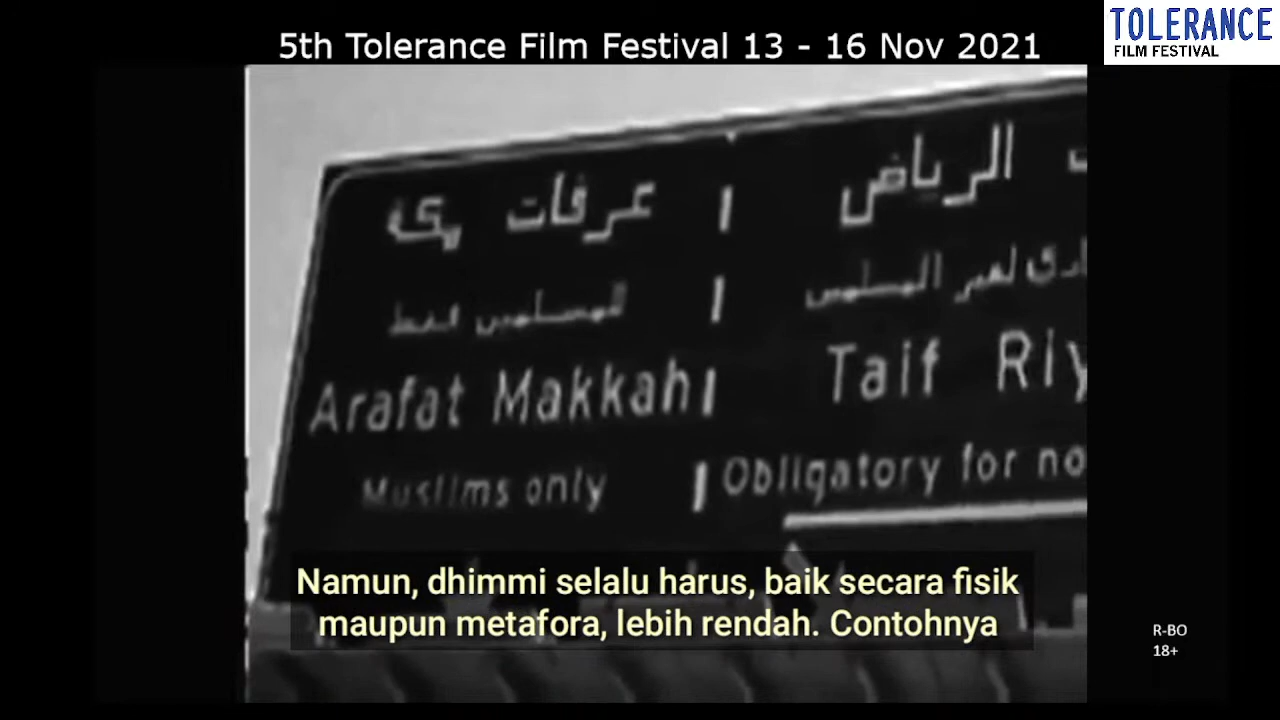 5th Tolerance Film Festival 13 - 16 Nov 2021
TOLERANCE
FILM FESTIVAL
عرفات مكة
الرياض
للمسلمين فقط
لغير المسلمين
Arafat Makkah
Taif Riy
Muslims only
Obligatory for no
Namun, dhimmi selalu harus, baik secara fisik
maupun metafora, lebih rendah. Contohnya
R-BO
18+